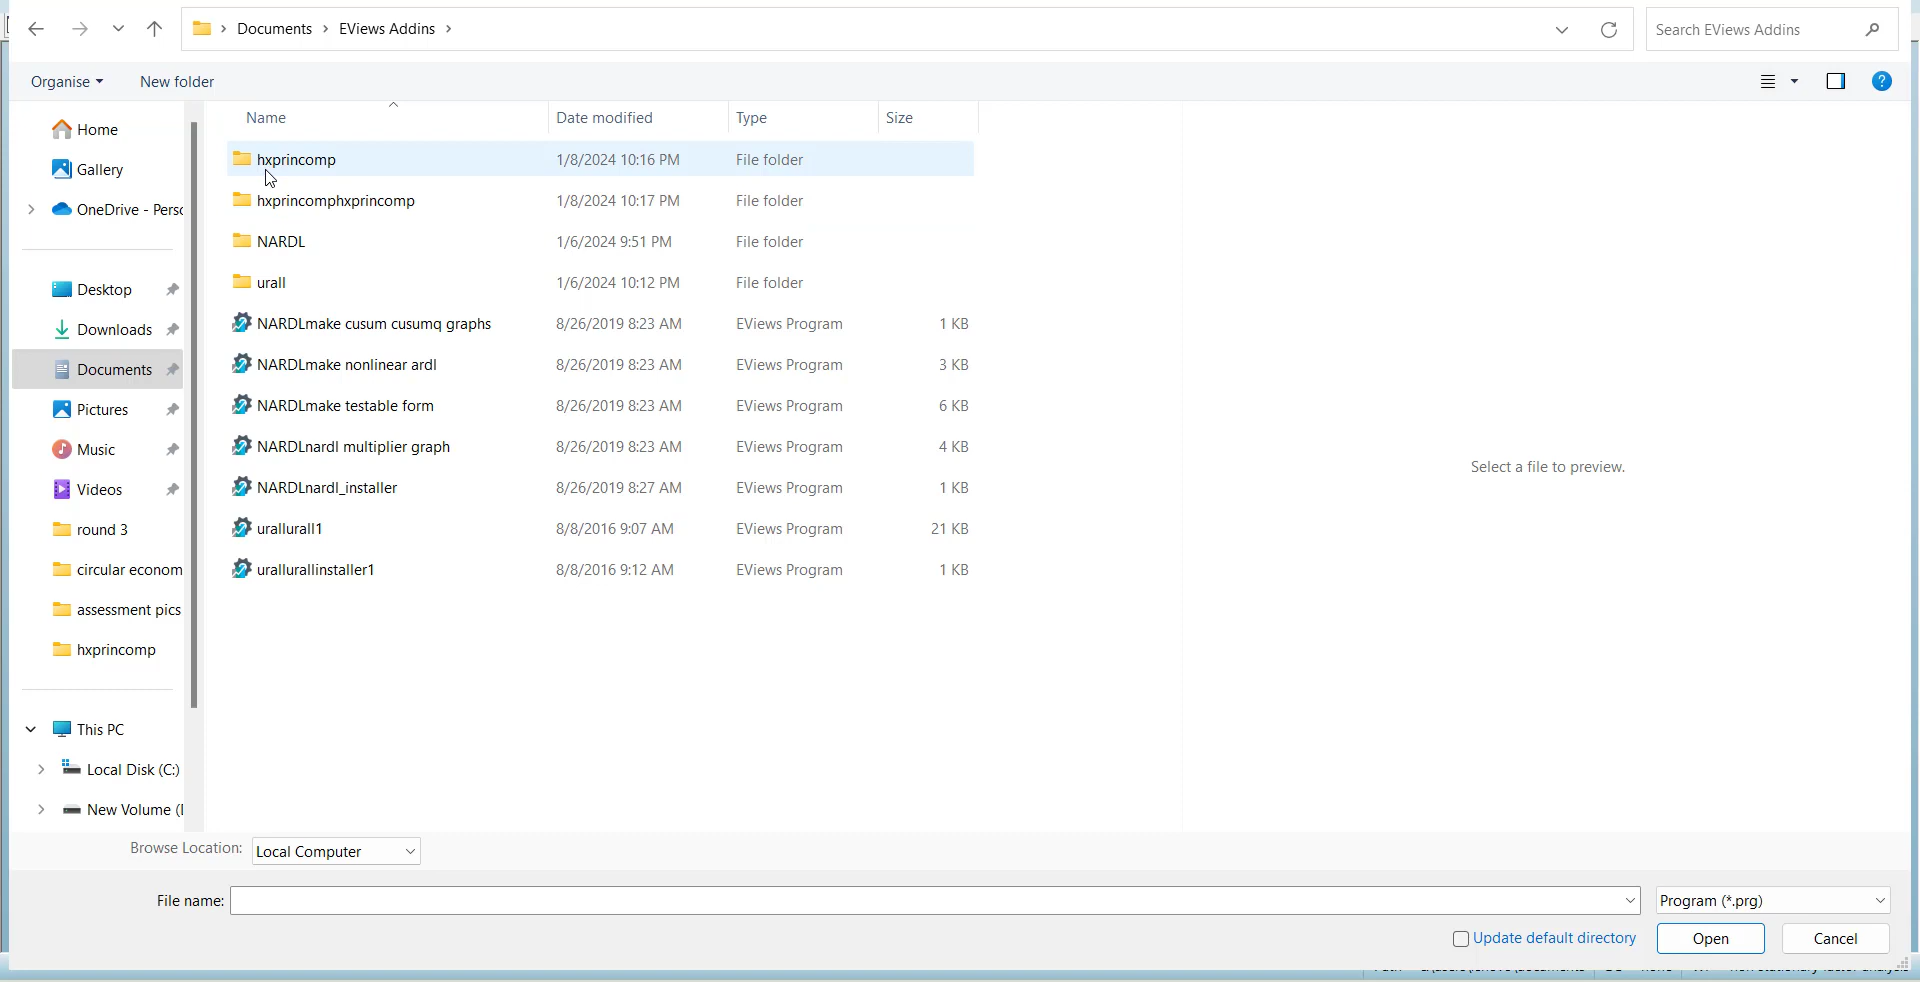 Documents > EViews Addins >
Search EViews Addins
Organise
New folder
?
Home
Gallery
OneDrive - Perso
Desktop
Downloads
Documents
Pictures
Music
Videos
round 3
circular econom
assessment pics
hxprincomp
This PC
Local Disk (C:)
New Volume (
Name Date modified Type Size
hxprincomp 1/8/2024 10:16 PM File folder
hxprincomphxprincomp 1/8/2024 10:17 PM File folder
NARDL 1/6/2024 9:51 PM File folder
urall 1/6/2024 10:12 PM File folder
NARDLmake cusum cusumq graphs 8/26/2019 8:23 AM EViews Program 1 KB
NARDLmake nonlinear ardl 8/26/2019 8:23 AM EViews Program 3 KB
NARDLmake testable form 8/26/2019 8:23 AM EViews Program 6 KB
NARDLnardl multiplier graph 8/26/2019 8:23 AM EViews Program 4 KB
NARDLnardl_installer 8/26/2019 8:27 AM EViews Program 1 KB
urallurall1 8/8/2016 9:07 AM EViews Program 21 KB
urallurallinstaller1 8/8/2016 9:12 AM EViews Program 1 KB
Select a file to preview.
Browse Location: Local Computer
File name:
Program (*.prg)
Update default directory
Open
Cancel